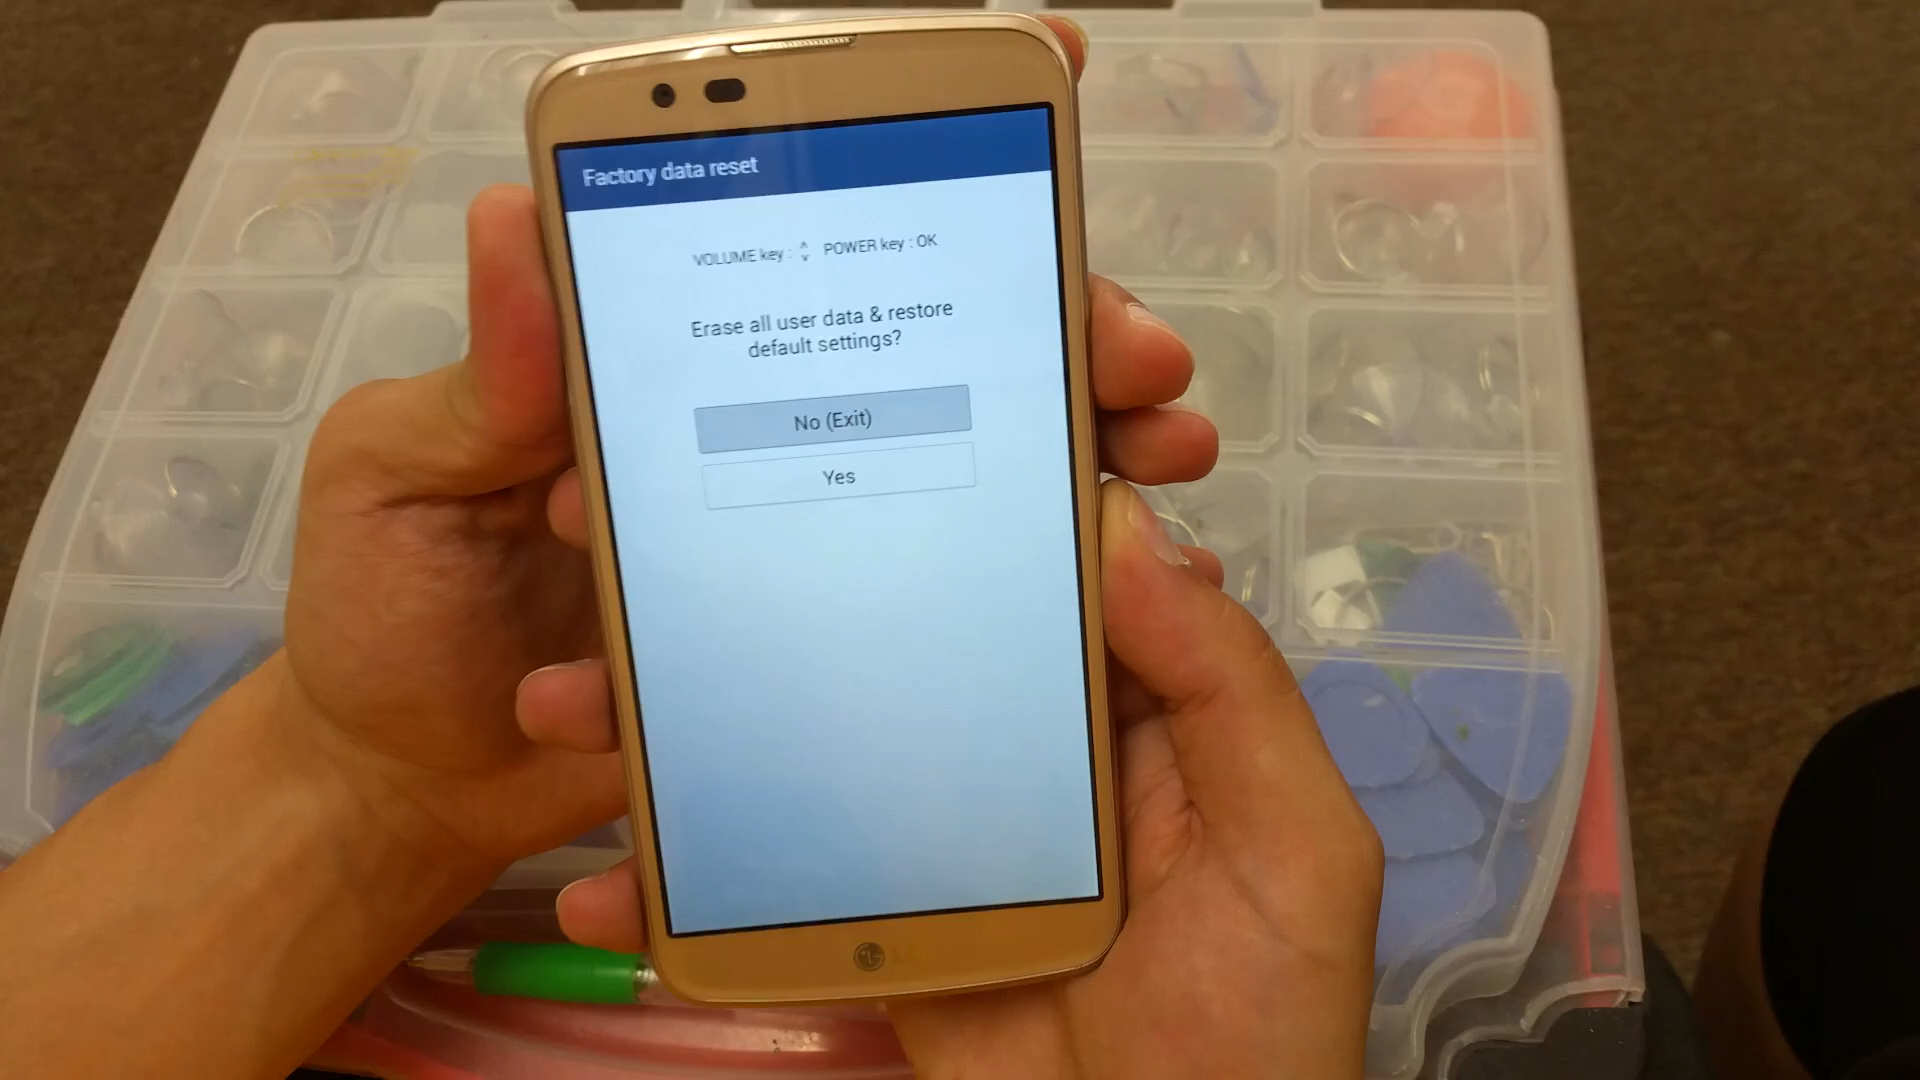 Factory data reset
VOLUME key : POWER key : OK
Erase all user data & restore
default settings?
No (Exit)
Yes
LG